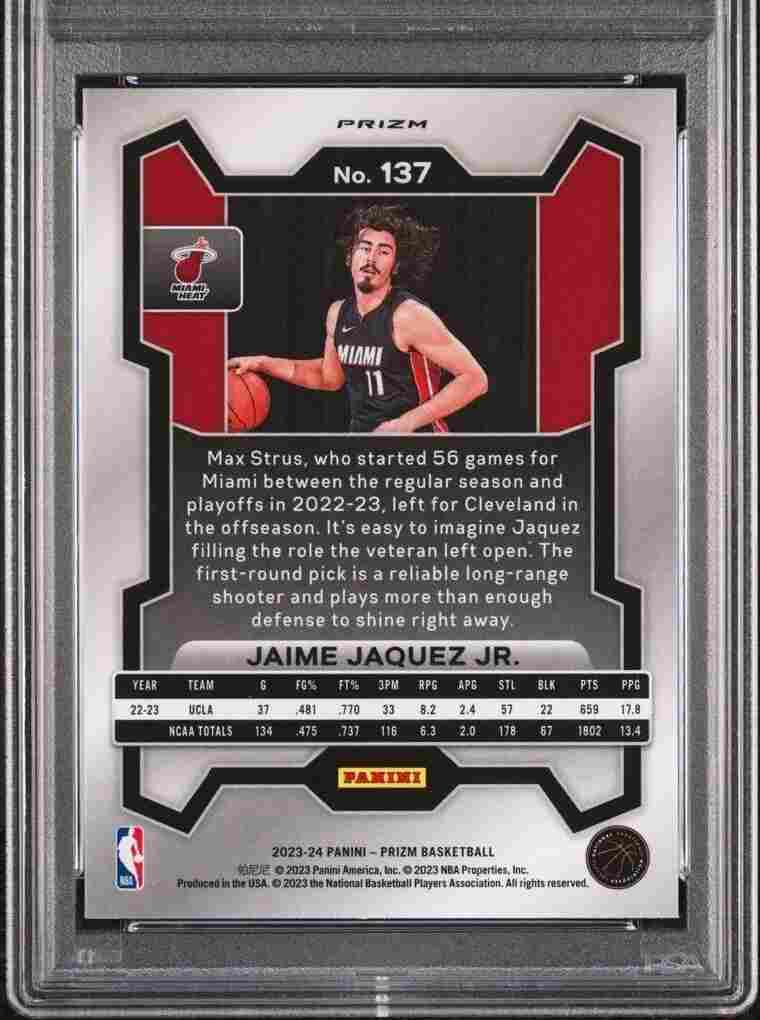 PRIZM
No. 137
MIAMI
HEAT
MIAMI
11
Max Strus, who started 56 games for
Miami between the regular season and
playoffs in 2022-23, left for Cleveland in
the offseason. It's easy to imagine Jaquez
filling the role the veteran left open. The
first-round pick is a reliable long-range
shooter and plays more than enough
defense to shine right away.
JAIME JAQUEZ JR.
YEAR TEAM G FG% FT% 3PM RPG APG STL BLK PTS PPG
22-23 UCLA 37 .481 .770 33 8.2 2.4 57 22 659 17.8
NCAA TOTALS 134 .475 .737 116 6.3 2.0 178 67 1802 13.4
PANINI
2023-24 PANINI – PRIZM BASKETBALL
帕尼尼 © 2023 Panini America, Inc. © 2023 NBA Properties, Inc.
Produced in the USA. © 2023 the National Basketball Players Association. All rights reserved.
NBA
PSA